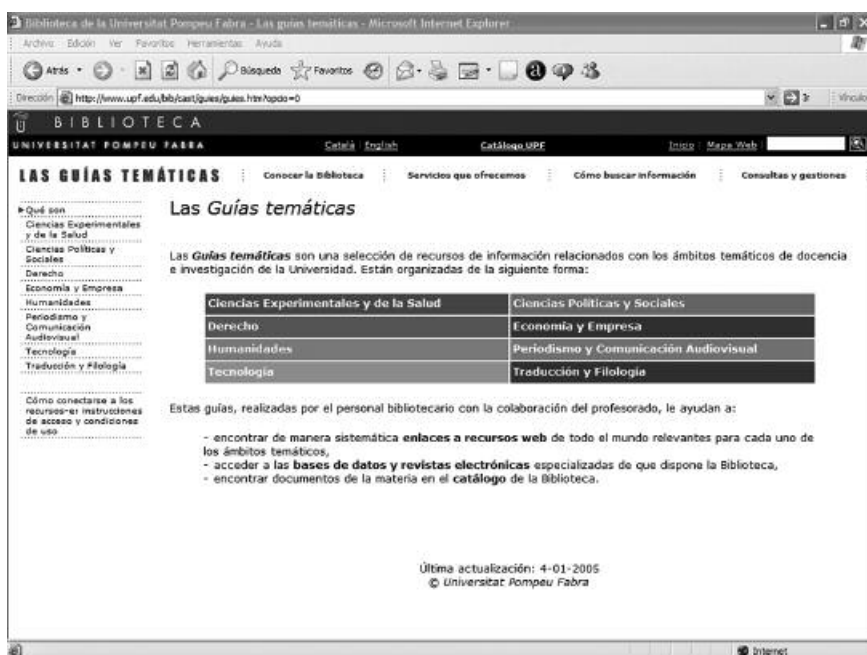 Biblioteca de la Universitat Pompeu Fabra - Las guías temáticas - Microsoft Internet Explorer
Archivo Edición Ver Favoritos Herramientas Ayuda
Atrás Búsqueda Favoritos
Dirección http://www.upf.edu/bib/cast/guies/guies.htm?opcio=0 Ir Vínculos
BIBLIOTECA
UNIVERSITAT POMPEU FABRA Català English Catálogo UPF Inicio Mapa Web
LAS GUÍAS TEMÁTICAS Conocer la Biblioteca Servicios que ofrecemos Cómo buscar información Consultas y gestiones
Qué son
Ciencias Experimentales
y de la Salud
Ciencias Políticas y
Sociales
Derecho
Economía y Empresa
Humanidades
Periodismo y
Comunicación
Audiovisual
Tecnología
Traducción y Filología
Cómo conectarse a los
recursos-e: instrucciones
de acceso y condiciones
de uso
Las Guías temáticas
Las Guías temáticas son una selección de recursos de información relacionados con los ámbitos temáticos de docencia
e investigación de la Universidad. Están organizadas de la siguiente forma:
Ciencias Experimentales y de la Salud Ciencias Políticas y Sociales
Derecho Economía y Empresa
Humanidades Periodismo y Comunicación Audiovisual
Tecnología Traducción y Filología
Estas guías, realizadas por el personal bibliotecario con la colaboración del profesorado, le ayudan a:
- encontrar de manera sistemática enlaces a recursos web de todo el mundo relevantes para cada uno de
los ámbitos temáticos,
- acceder a las bases de datos y revistas electrónicas especializadas de que dispone la Biblioteca,
- encontrar documentos de la materia en el catálogo de la Biblioteca.
Última actualización: 4-01-2005
© Universitat Pompeu Fabra
Internet